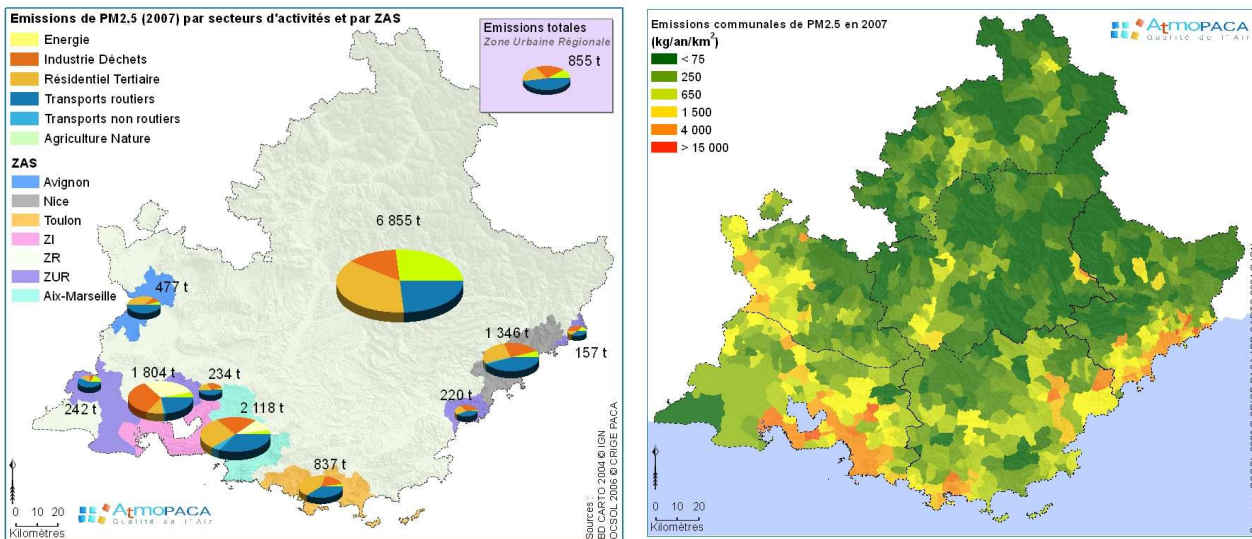 Emissions de PM2,5 (2007) par secteurs d'activités et par ZAS
Energie
Industrie Déchets
Résidentiel Tertiaire
Transports routiers
Transports non routiers
Agriculture Nature
ZAS
Avignon
Nice
Toulon
ZI
ZR
ZUR
Aix-Marseille
Emissions totales
Zone Urbaine Régionale
855 t
6 855 t
477 t
1 346 t
157 t
1 804 t
234 t
242 t
2 118 t
220 t
837 t
0 10 20
Kilomètres
AtmoPACA
Qualité de l'Air
Sources :
BD CARTO 2004 © IGN
OCSOL 2006 © CRIGE PACA
Emissions communales de PM2.5 en 2007
(kg/an/km²)
< 75
250
650
1 500
4 000
> 15 000
AtmoPACA
Qualité de l'Air
0 10 20
Kilomètres